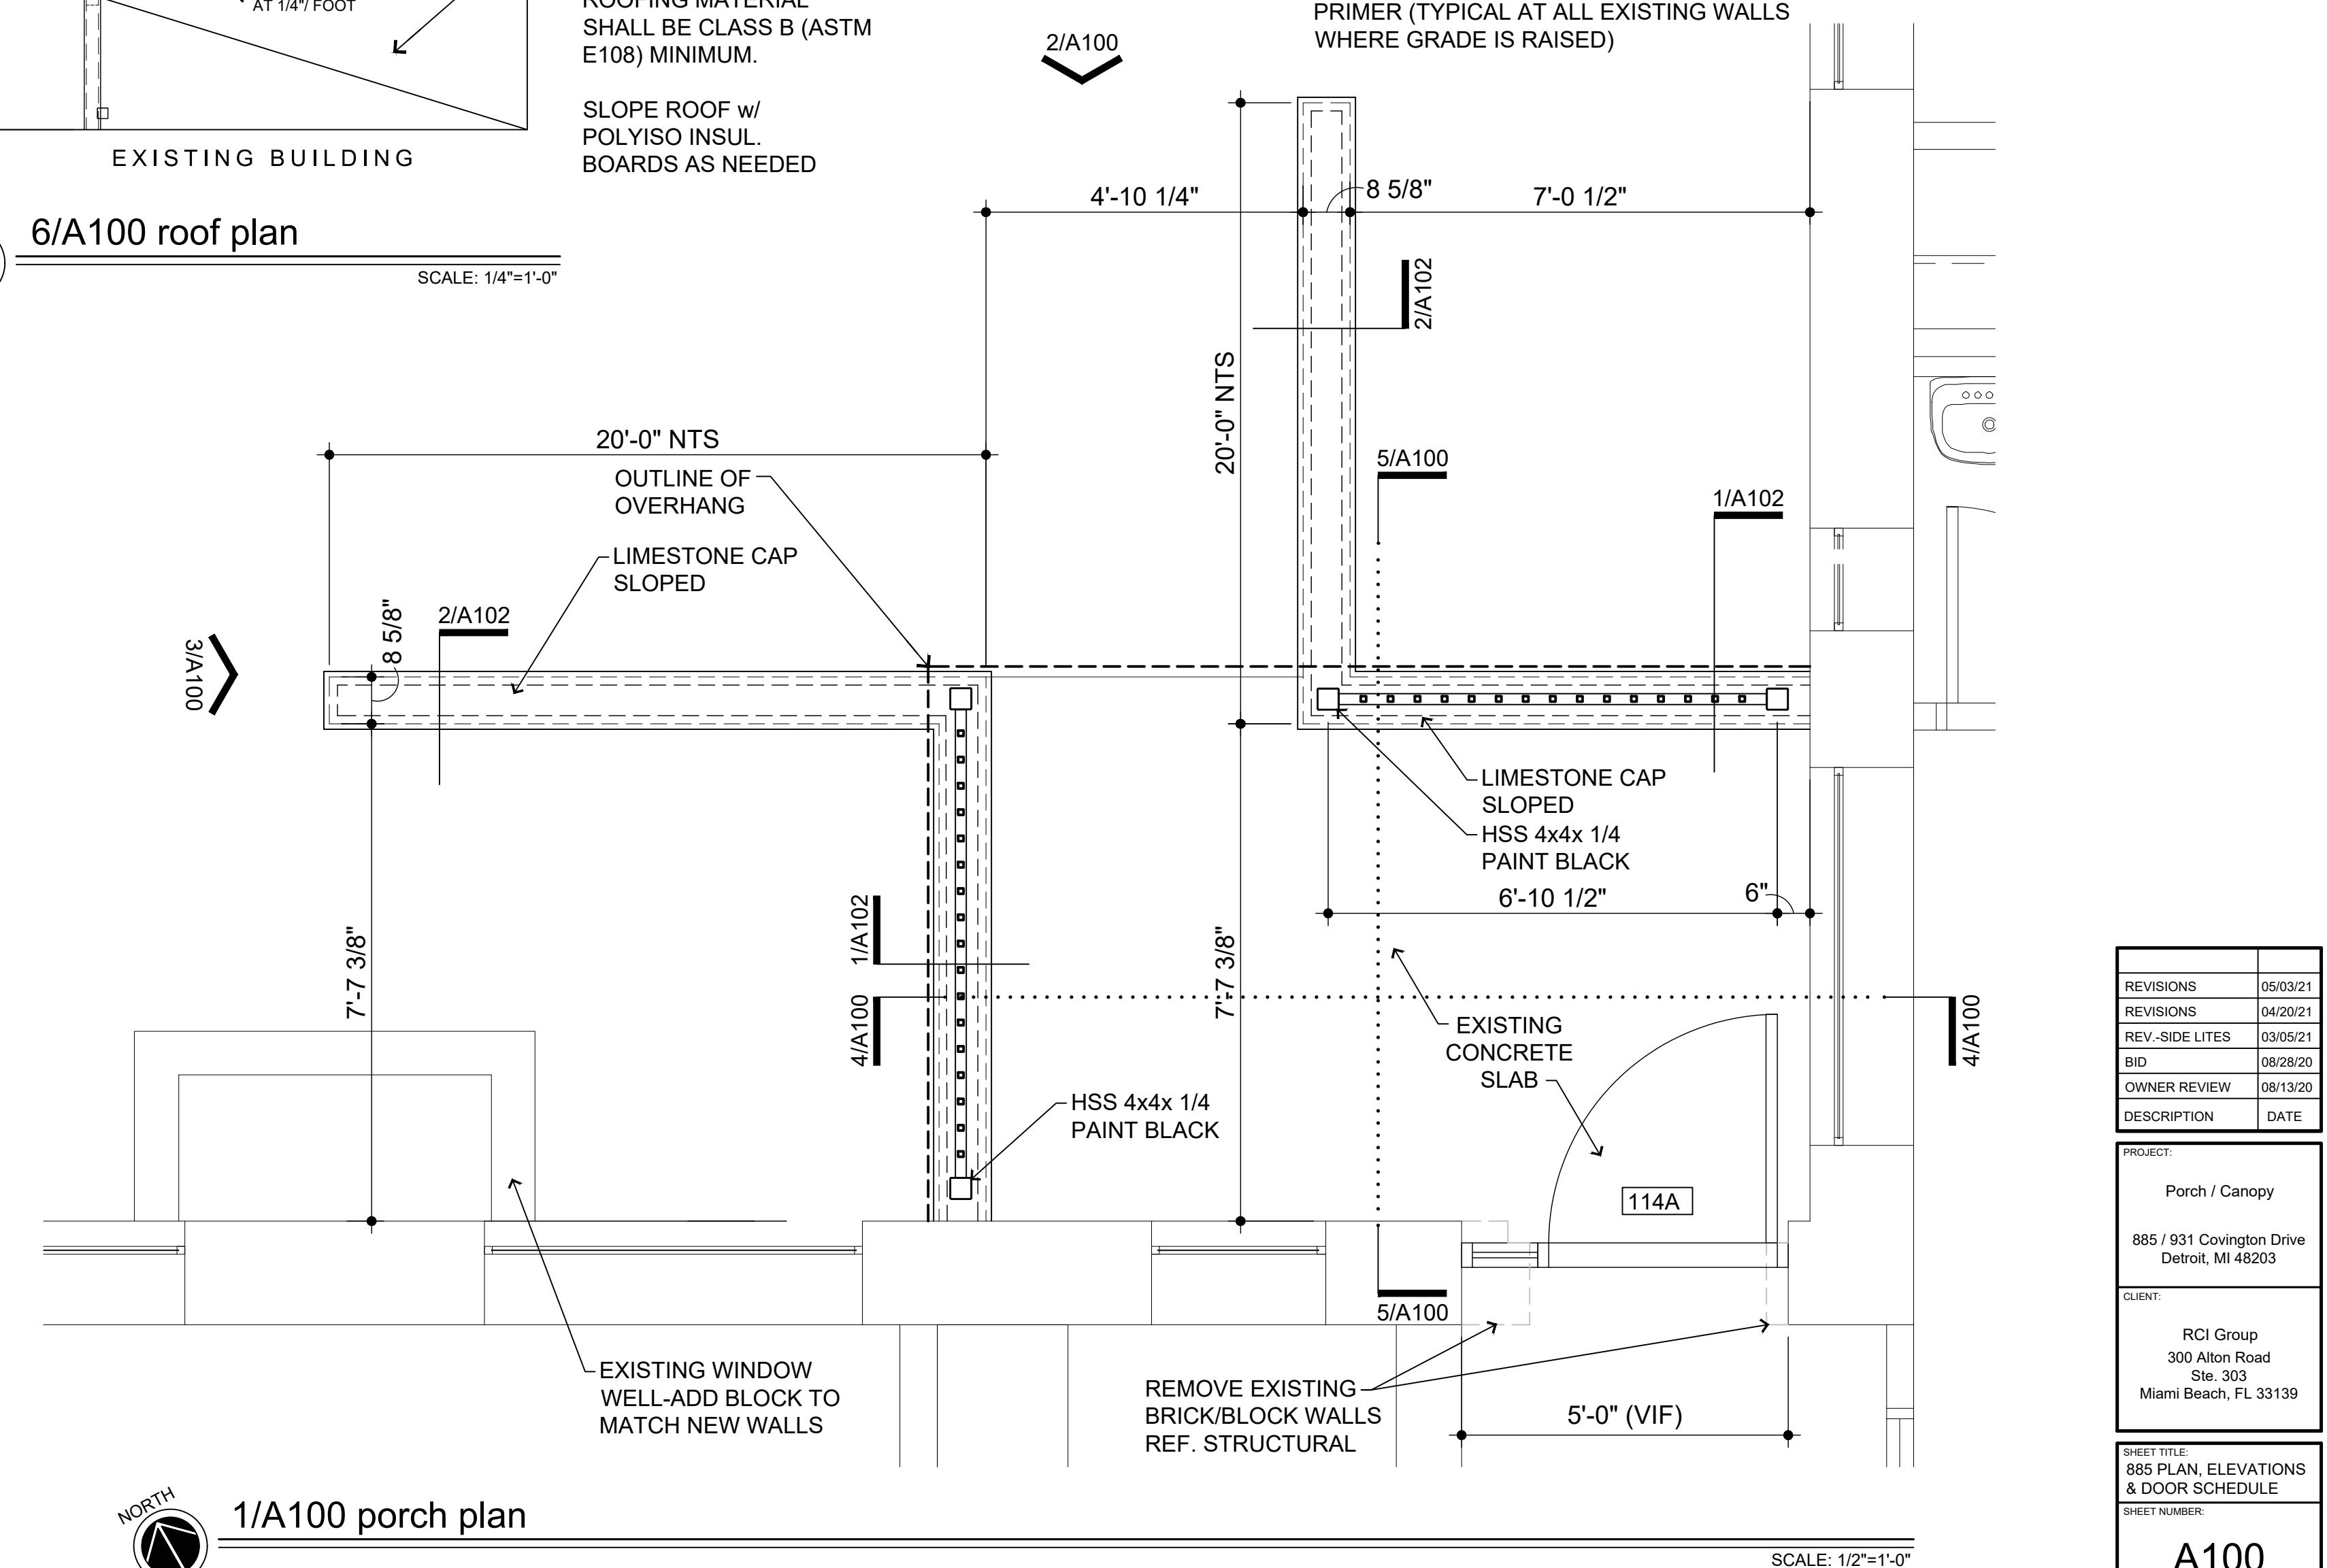 AT 1/4"/ FOOT
EXISTING BUILDING
6/A100 roof plan
SCALE: 1/4"=1'-0"
ROOFING MATERIAL
SHALL BE CLASS B (ASTM
E108) MINIMUM.
SLOPE ROOF w/
POLYISO INSUL.
BOARDS AS NEEDED
2/A100
PRIMER (TYPICAL AT ALL EXISTING WALLS
WHERE GRADE IS RAISED)
4'-10 1/4"
8 5/8"
7'-0 1/2"
2/A102
20'-0" NTS
20'-0" NTS
5/A100
1/A102
OUTLINE OF
OVERHANG
LIMESTONE CAP
SLOPED
8 5/8"
2/A102
3/A100
LIMESTONE CAP
SLOPED
HSS 4x4x 1/4
PAINT BLACK
6'-10 1/2"
6"
1/A102
7'-7 3/8"
7'-7 3/8"
4/A100
4/A100
EXISTING
CONCRETE
SLAB
HSS 4x4x 1/4
PAINT BLACK
114A
5/A100
EXISTING WINDOW
WELL-ADD BLOCK TO
MATCH NEW WALLS
REMOVE EXISTING
BRICK/BLOCK WALLS
REF. STRUCTURAL
5'-0" (VIF)
NORTH
1/A100 porch plan
SCALE: 1/2"=1'-0"
REVISIONS 05/03/21
REVISIONS 04/20/21
REV.-SIDE LITES 03/05/21
BID 08/28/20
OWNER REVIEW 08/13/20
DESCRIPTION DATE
PROJECT:
Porch / Canopy
885 / 931 Covington Drive
Detroit, MI 48203
CLIENT:
RCI Group
300 Alton Road
Ste. 303
Miami Beach, FL 33139
SHEET TITLE:
885 PLAN, ELEVATIONS
& DOOR SCHEDULE
SHEET NUMBER:
A100